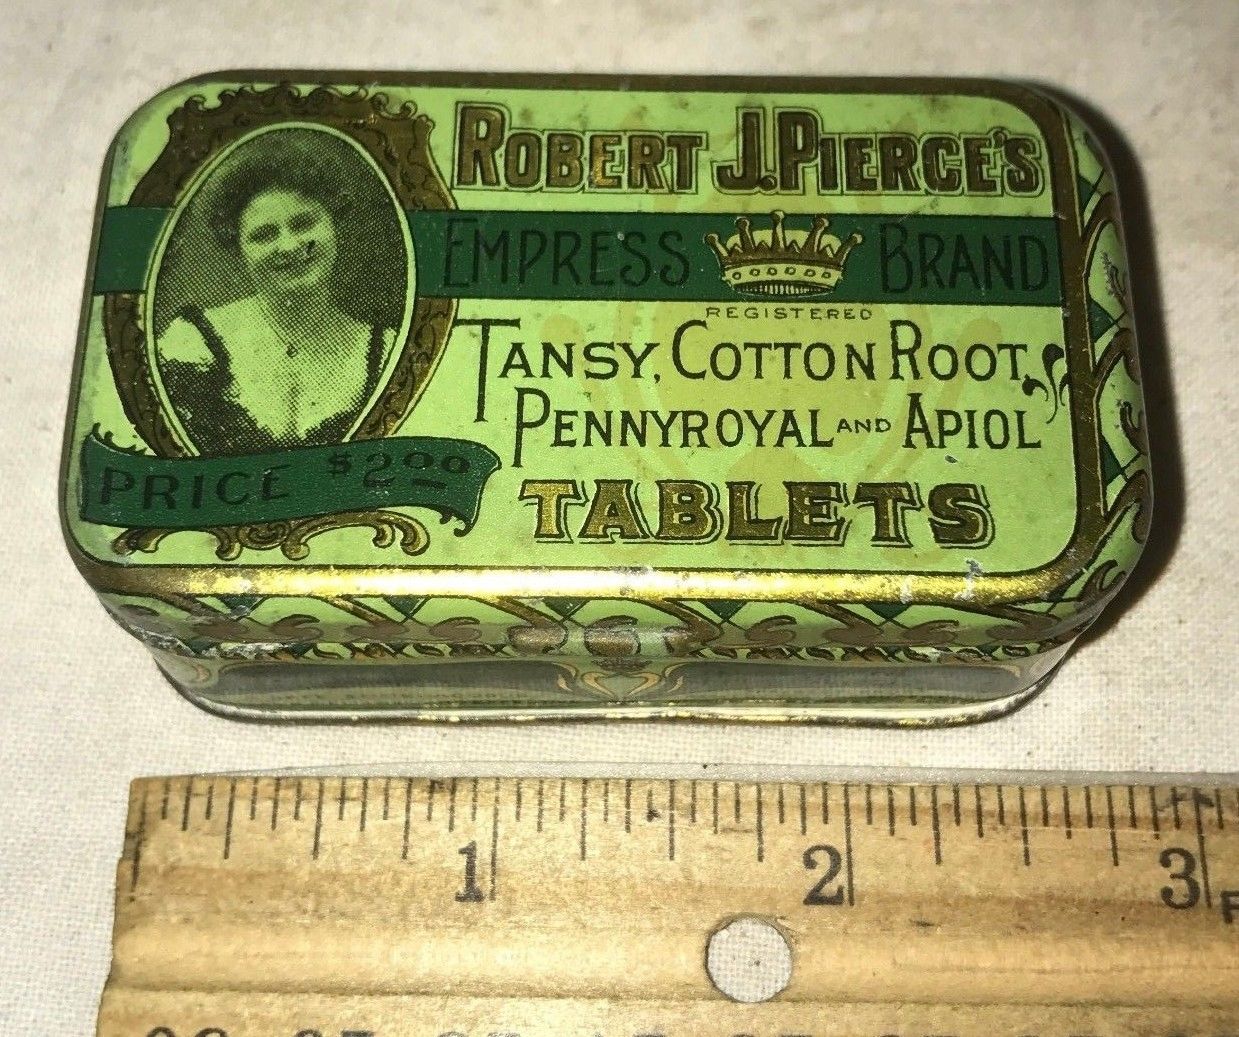 ROBERT J. PIERCE'S
EMPRESS BRAND
REGISTERED
TANSY, COTTON ROOT,
PENNYROYAL AND APIOL
TABLETS
PRICE $2.00
1 2 3